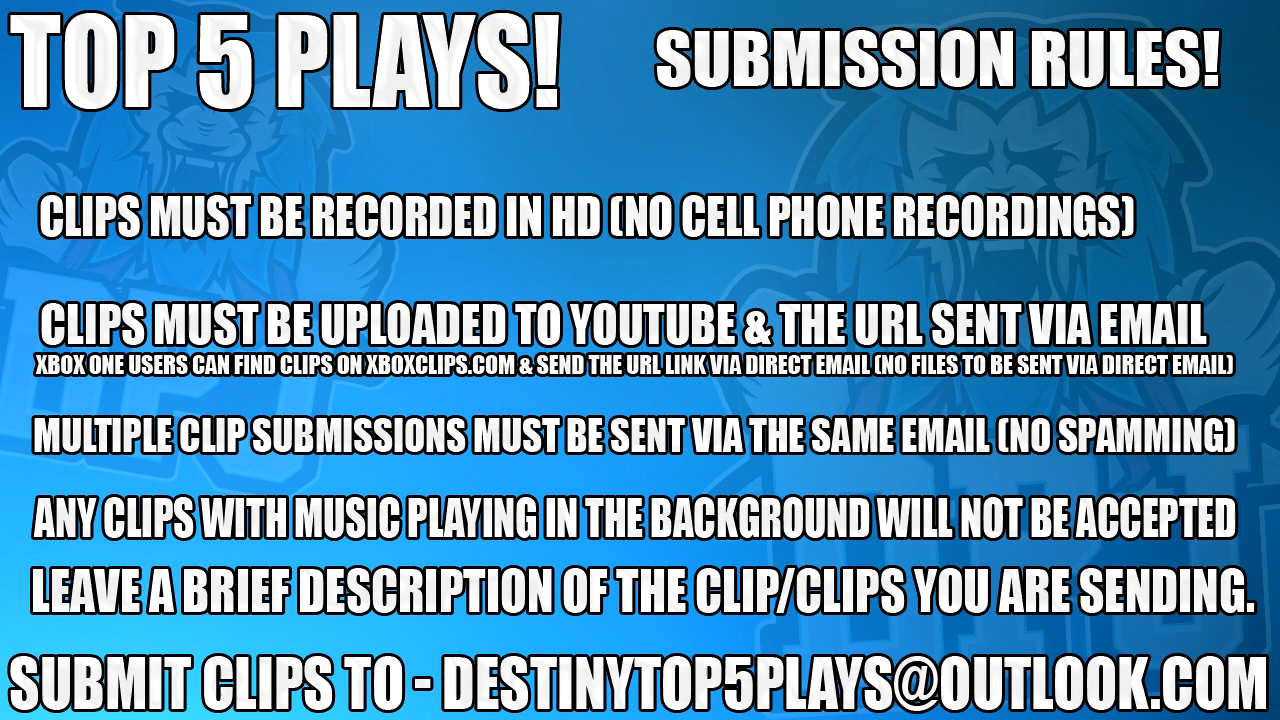 TOP 5 PLAYS!
SUBMISSION RULES!
CLIPS MUST BE RECORDED IN HD (NO CELL PHONE RECORDINGS)
CLIPS MUST BE UPLOADED TO YOUTUBE & THE URL SENT VIA EMAIL
XBOX ONE USERS CAN FIND CLIPS ON XBOXCLIPS.COM & SEND THE URL LINK VIA DIRECT EMAIL (NO FILES TO BE SENT VIA DIRECT EMAIL)
MULTIPLE CLIP SUBMISSIONS MUST BE SENT VIA THE SAME EMAIL (NO SPAMMING)
ANY CLIPS WITH MUSIC PLAYING IN THE BACKGROUND WILL NOT BE ACCEPTED
LEAVE A BRIEF DESCRIPTION OF THE CLIP/CLIPS YOU ARE SENDING.
SUBMIT CLIPS TO - DESTINYTOP5PLAYS@OUTLOOK.COM